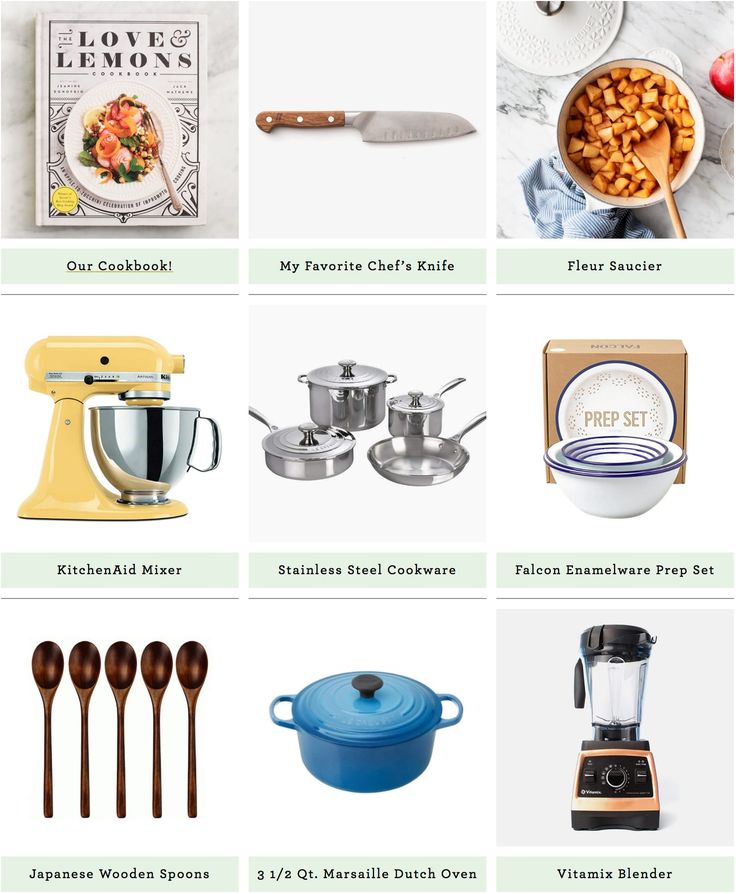 THE
LOVE &
LEMONS
COOKBOOK
JEANINE DONOFRIO
JACK MATHEWS
AN APPLE-TO-ZUCCHINI CELEBRATION OF IMPROMPTU COOKING
Our Cookbook!
My Favorite Chef's Knife
Fleur Saucier
KitchenAid Mixer
FALCON
PREP SET
Stainless Steel Cookware
Falcon Enamelware Prep Set
Vitamix
Japanese Wooden Spoons
3 1/2 Qt. Marsaille Dutch Oven
Vitamix Blender